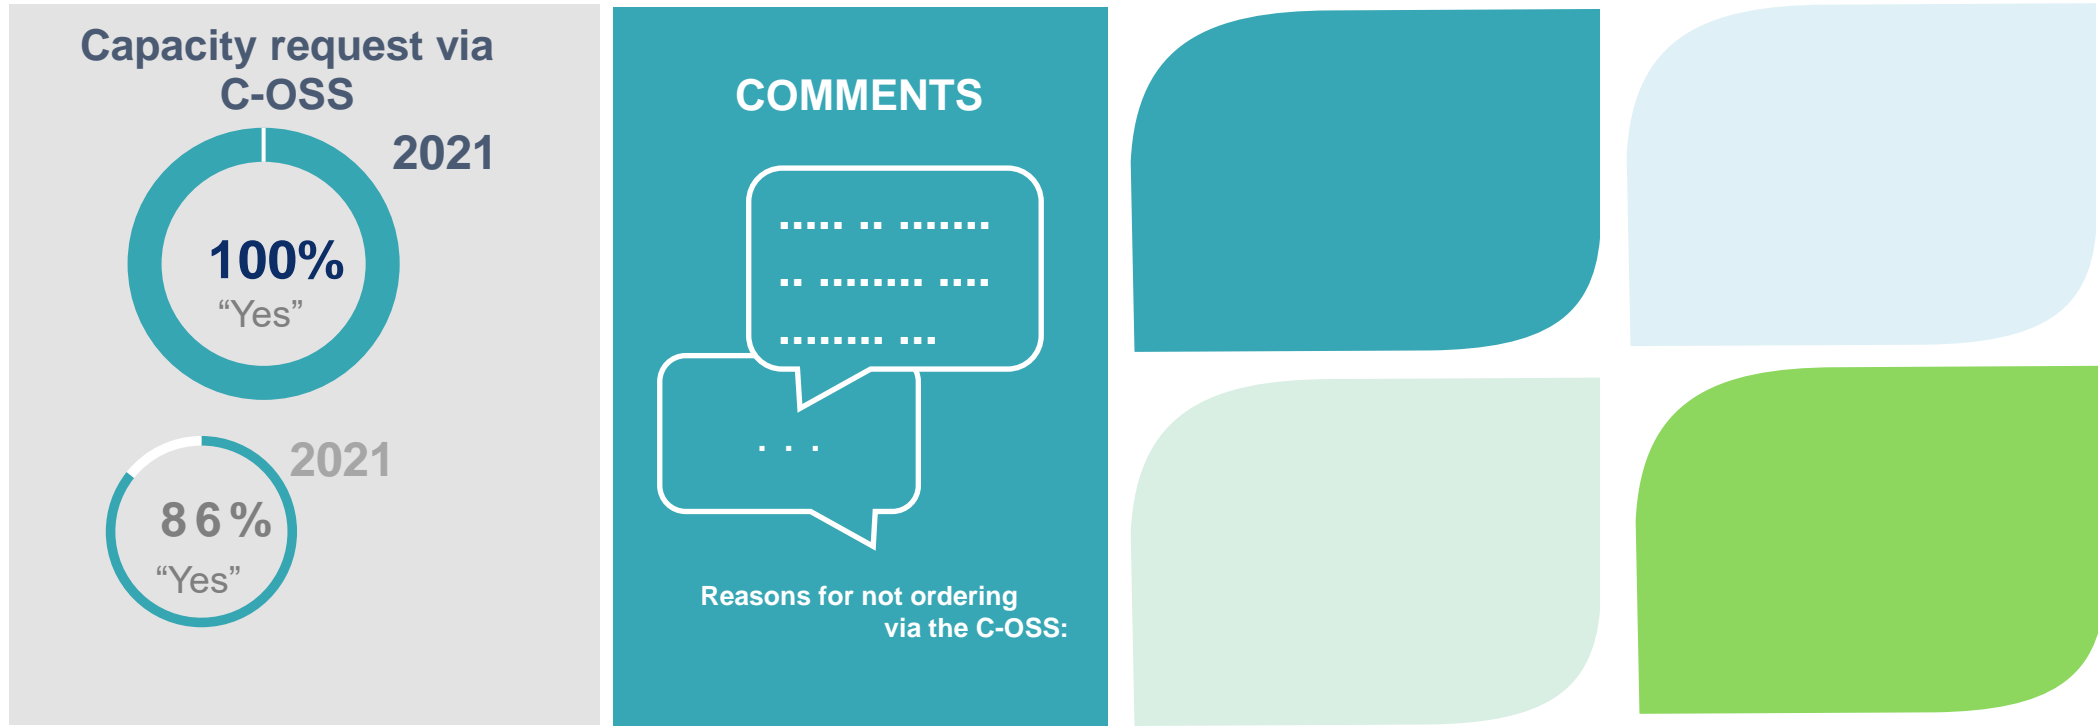 Capacity request via
C-OSS
2021
100%
“Yes”
2021
86%
“Yes”
COMMENTS
. . .
Reasons for not ordering
via the C-OSS: